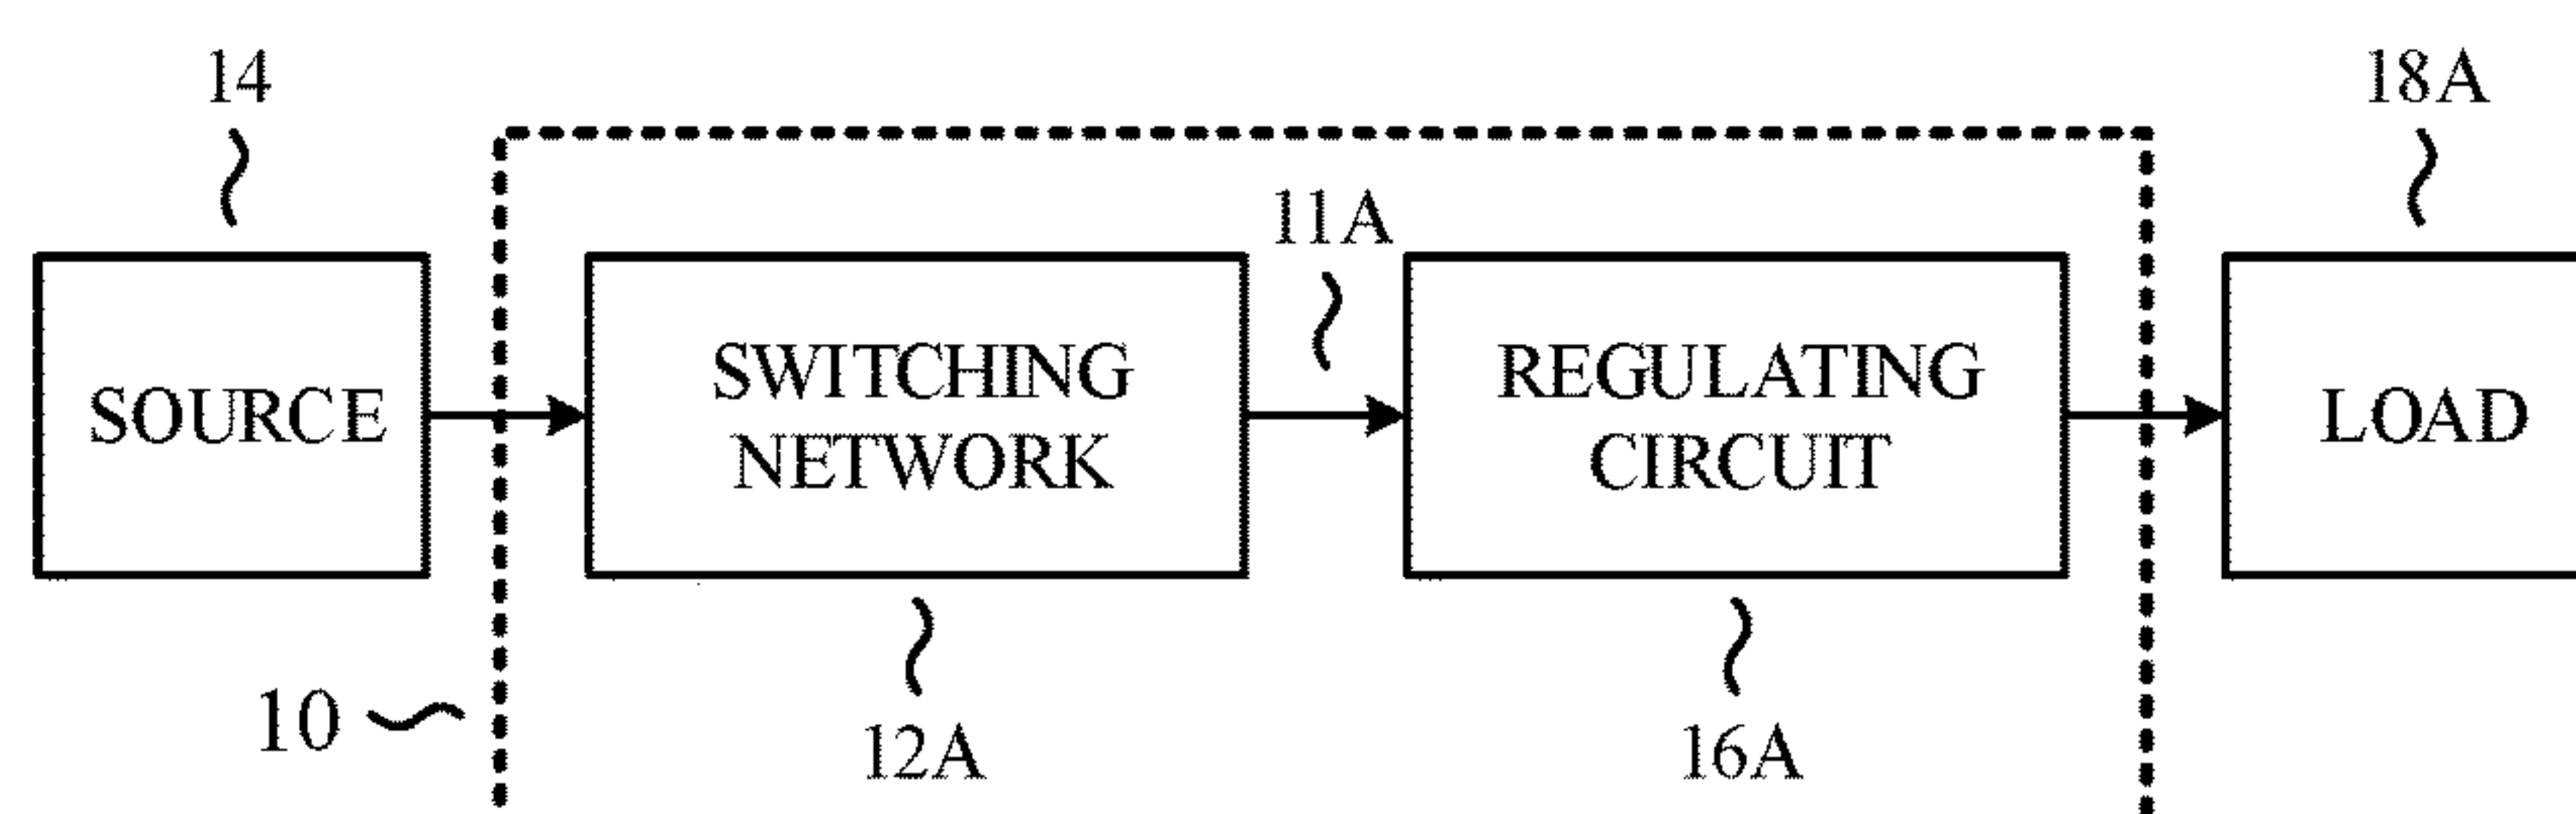 14
18A
11A
SOURCE
SWITCHING
NETWORK
REGULATING
CIRCUIT
LOAD
10
12A
16A